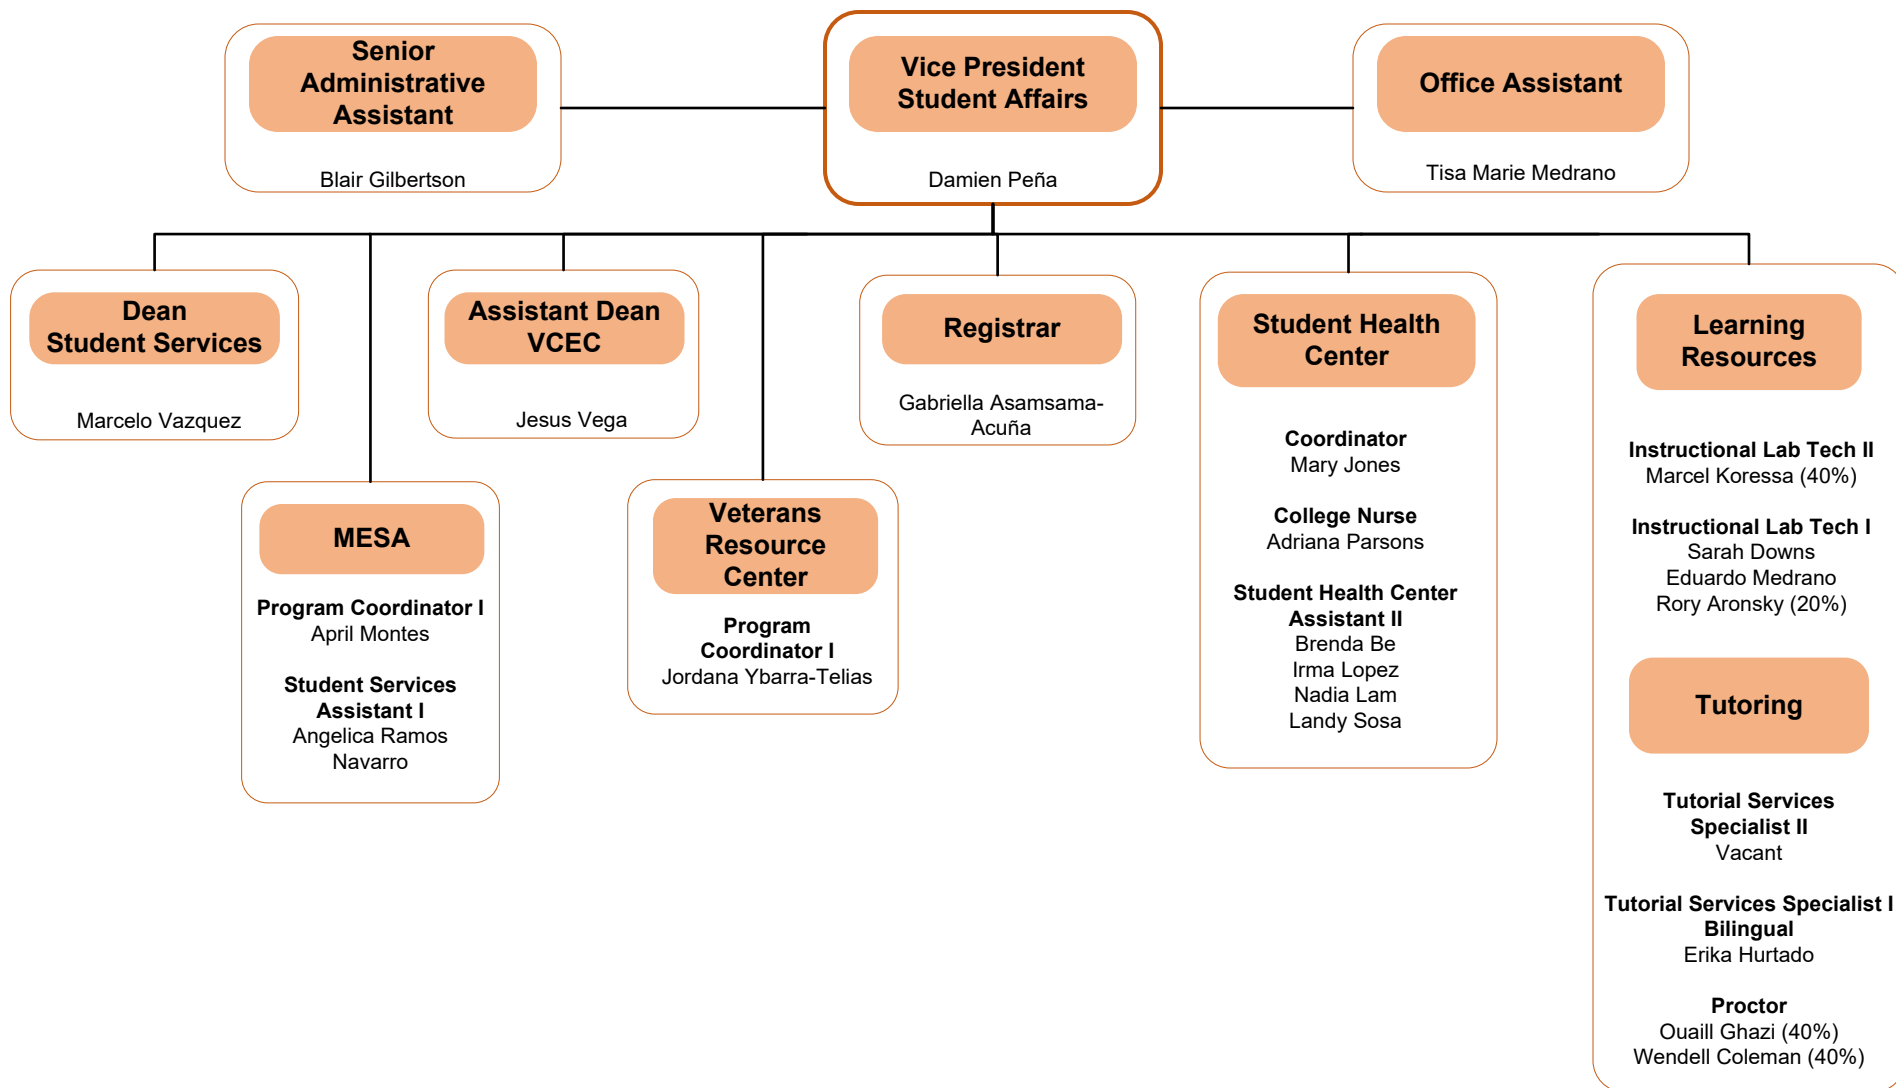 Senior
Administrative
Assistant
Blair Gilbertson
Vice President
Student Affairs
Damien Peña
Office Assistant
Tisa Marie Medrano
Dean
Student Services
Marcelo Vazquez
MESA
Program Coordinator I
April Montes
Student Services
Assistant I
Angelica Ramos
Navarro
Assistant Dean
VCEC
Jesus Vega
Veterans
Resource
Center
Program
Coordinator I
Jordana Ybarra-Telias
Registrar
Gabriella Asamsama-
Acuña
Student Health
Center
Coordinator
Mary Jones
College Nurse
Adriana Parsons
Student Health Center
Assistant II
Brenda Be
Irma Lopez
Nadia Lam
Landy Sosa
Learning
Resources
Instructional Lab Tech II
Marcel Koressa (40%)
Instructional Lab Tech I
Sarah Downs
Eduardo Medrano
Rory Aronsky (20%)
Tutoring
Tutorial Services
Specialist II
Vacant
Tutorial Services Specialist I
Bilingual
Erika Hurtado
Proctor
Ouaill Ghazi (40%)
Wendell Coleman (40%)